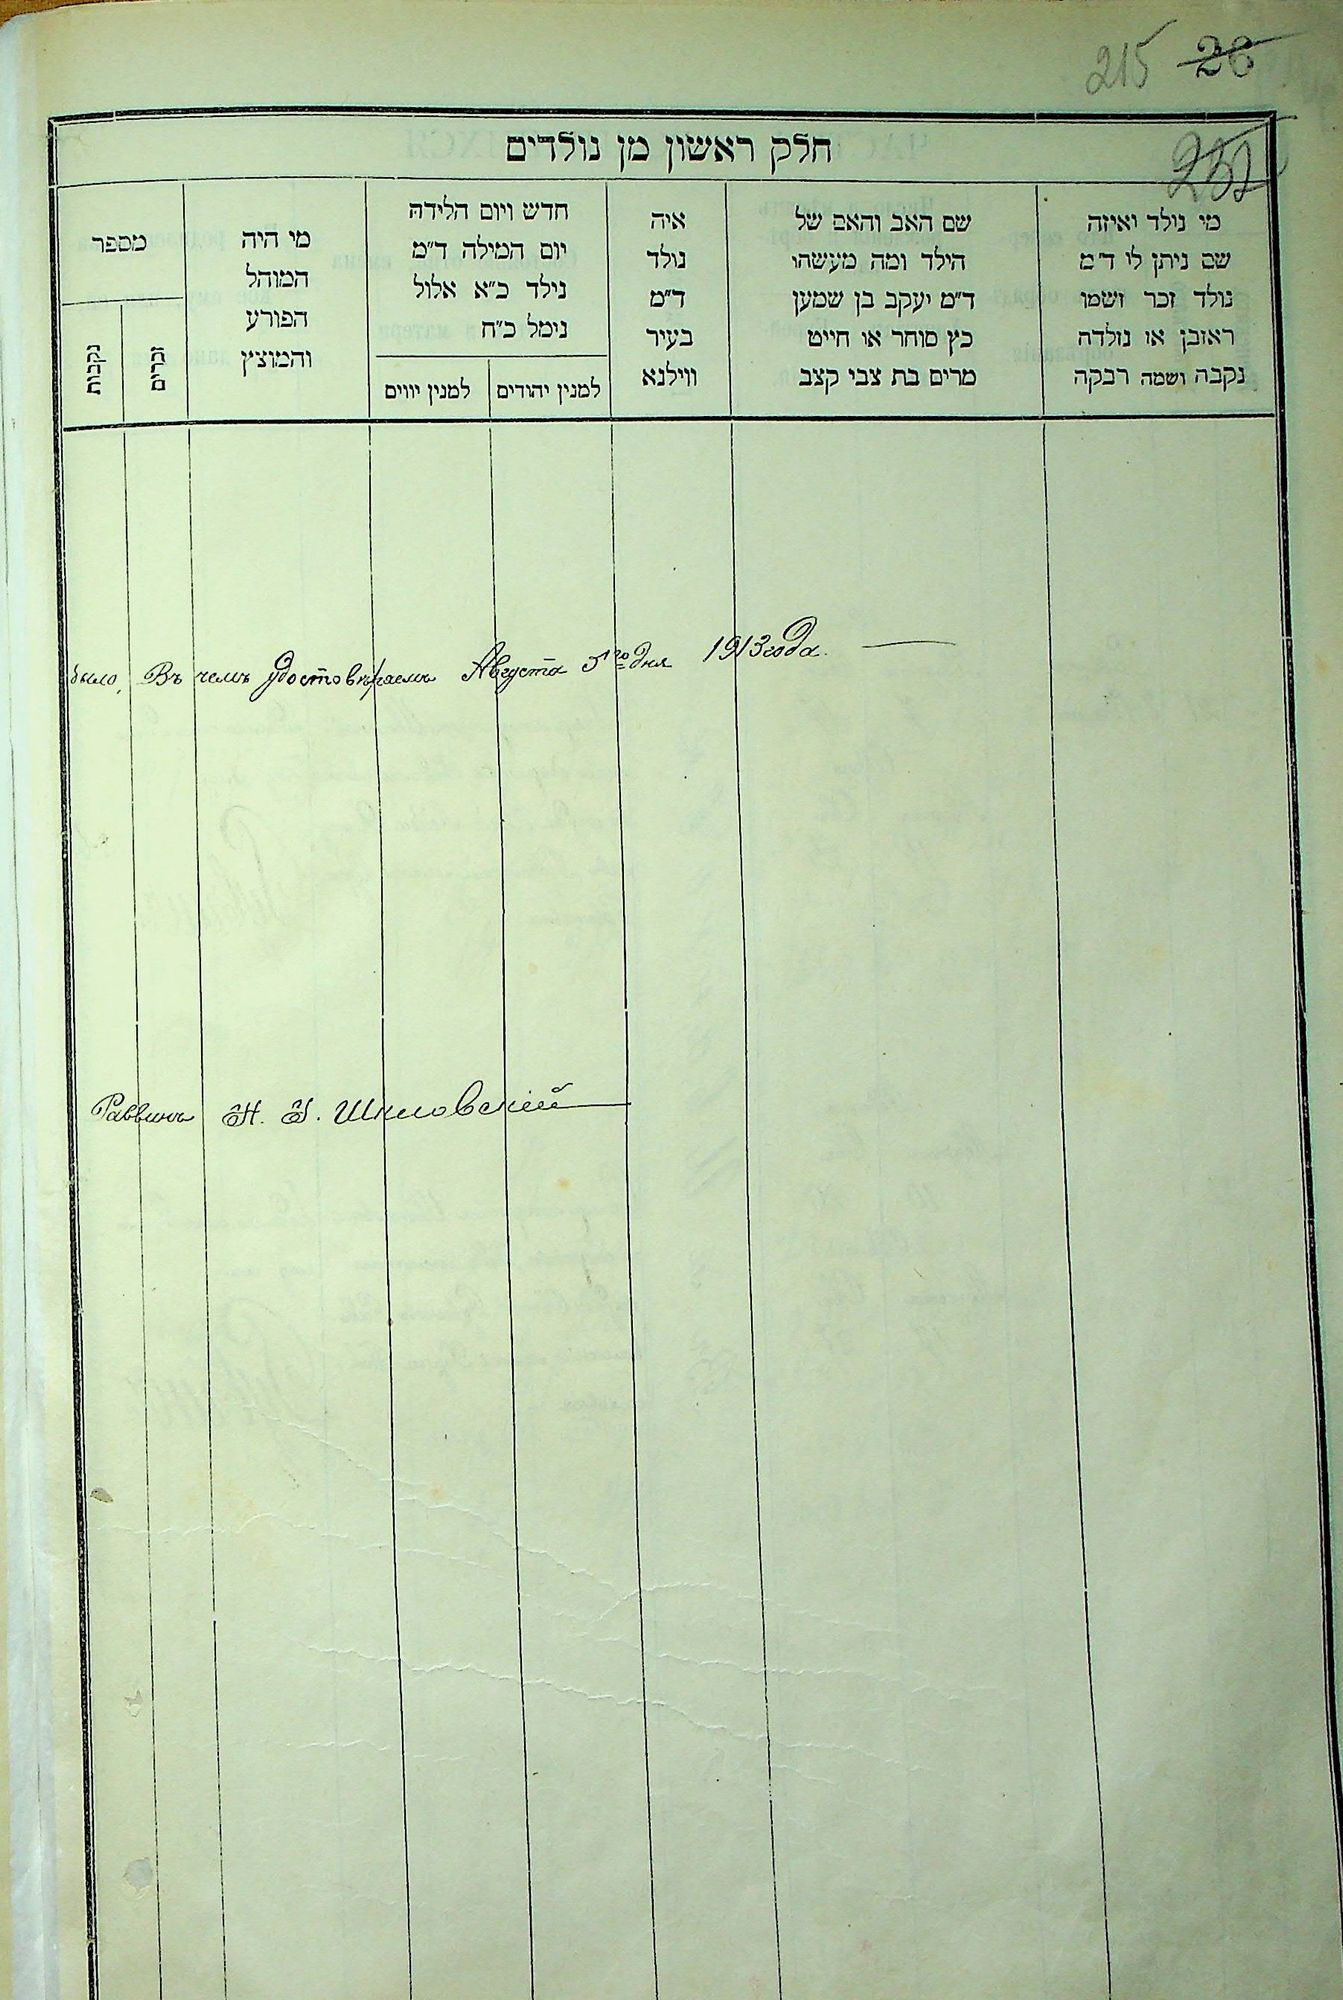 215 26
252
חלק ראשון מן נולדים
מי נולד ואיזה
שם ניתן לי ד״מ
נולד זכר ושמו
ראובן או נולדה
נקבה ושמה רבקה
שם האב והאם של
הילד ומה מעשהו
ד״מ יעקב בן שמען
כץ סוחר או חייט
מרים בת צבי קצב
איה
נולד
ד״מ
בעיר
ווילנא
חדש ויום הלידה
יום המילה ד״מ
נילד כ״א אלול
נימל כ״ח
למנין יהודים
למנין יווים
מי היה
המוהל
הפורע
והמוצץ
מספר
זכרים
נקבות
было, Въ чемъ удостовѣряемъ Августа 5го дня 1913 года.
Раввинъ Н. Г. Шкловскій